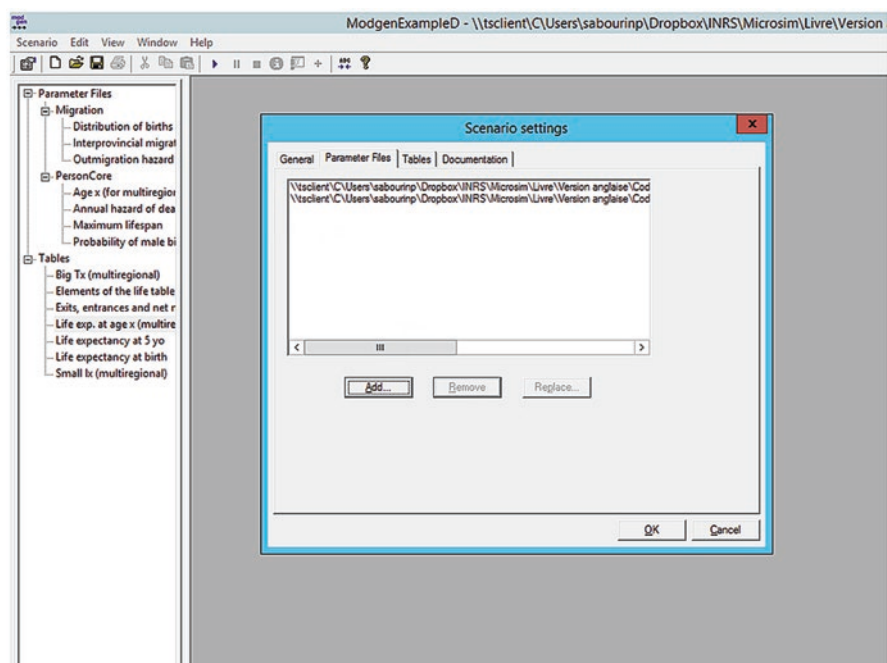 mod
gen
ModgenExampleD - \\tsclient\C\Users\sabourinp\Dropbox\INRS\Microsim\Livre\Version
Scenario Edit View Window Help
Parameter Files
Migration
Distribution of births
Interprovincial migrat
Outmigration hazard
PersonCore
Age x (for multiregior
Annual hazard of dea
Maximum lifespan
Probability of male bi
Tables
Big Tx (multiregional)
Elements of the life table
Exits, entrances and net r
Life exp. at age x (multire
Life expectancy at 5 yo
Life expectancy at birth
Small lx (multiregional)
Scenario settings
x
General Parameter Files Tables Documentation
\\tsclient\C\Users\sabourinp\Dropbox\INRS\Microsim\Livre\Version anglaise\Cod
\\tsclient\C\Users\sabourinp\Dropbox\INRS\Microsim\Livre\Version anglaise\Cod
Add... Remove Replace...
OK Cancel